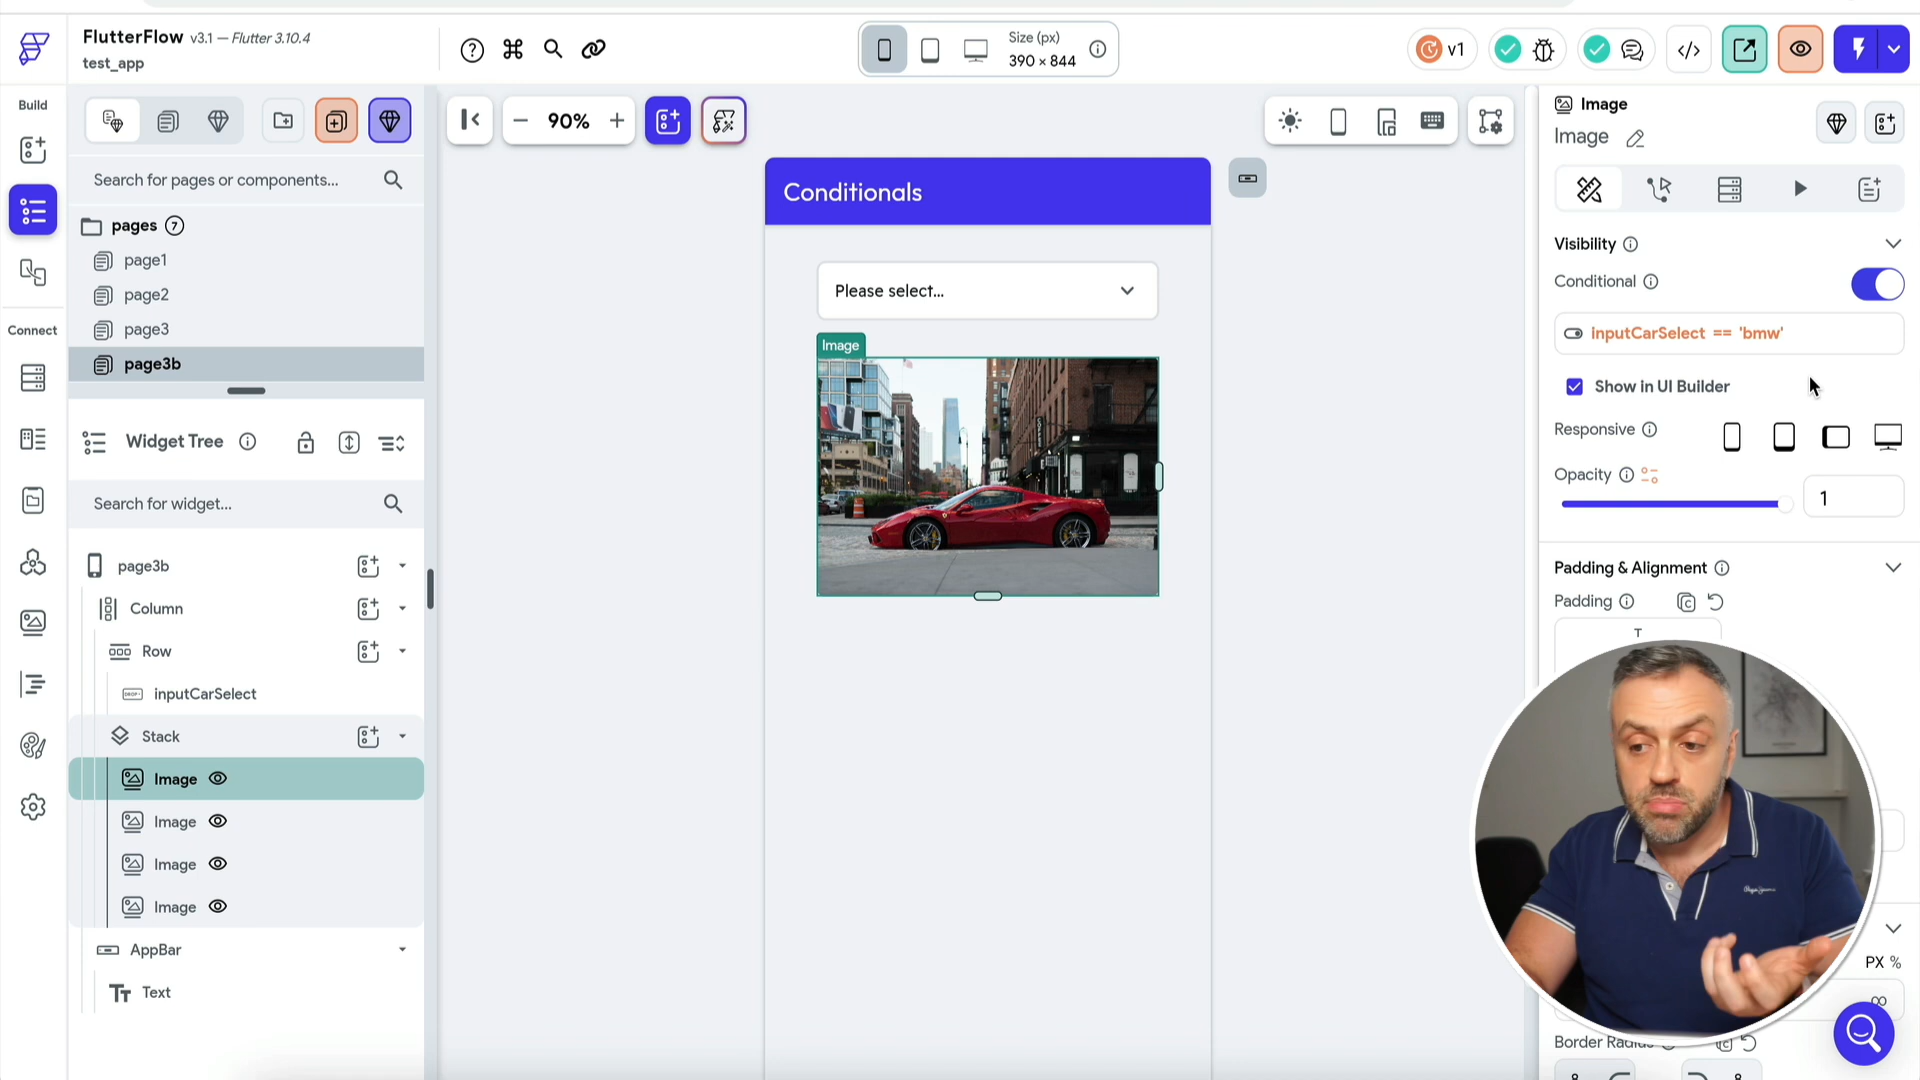 FlutterFlow v3.1 – Flutter 3.10.4
test_app
Size (px)
390 × 844
v1
Build
Connect
Search for pages or components...
pages 7
page1
page2
page3
page3b
Widget Tree
Search for widget...
page3b
Column
Row
inputCarSelect
Stack
Image
Image
Image
Image
AppBar
Text
90%
Conditionals
Please select...
Image
Image
Image
Visibility
Conditional
inputCarSelect == 'bmw'
Show in UI Builder
Responsive
Opacity
1
Padding & Alignment
Padding
T
PX %
∞
Border Radius